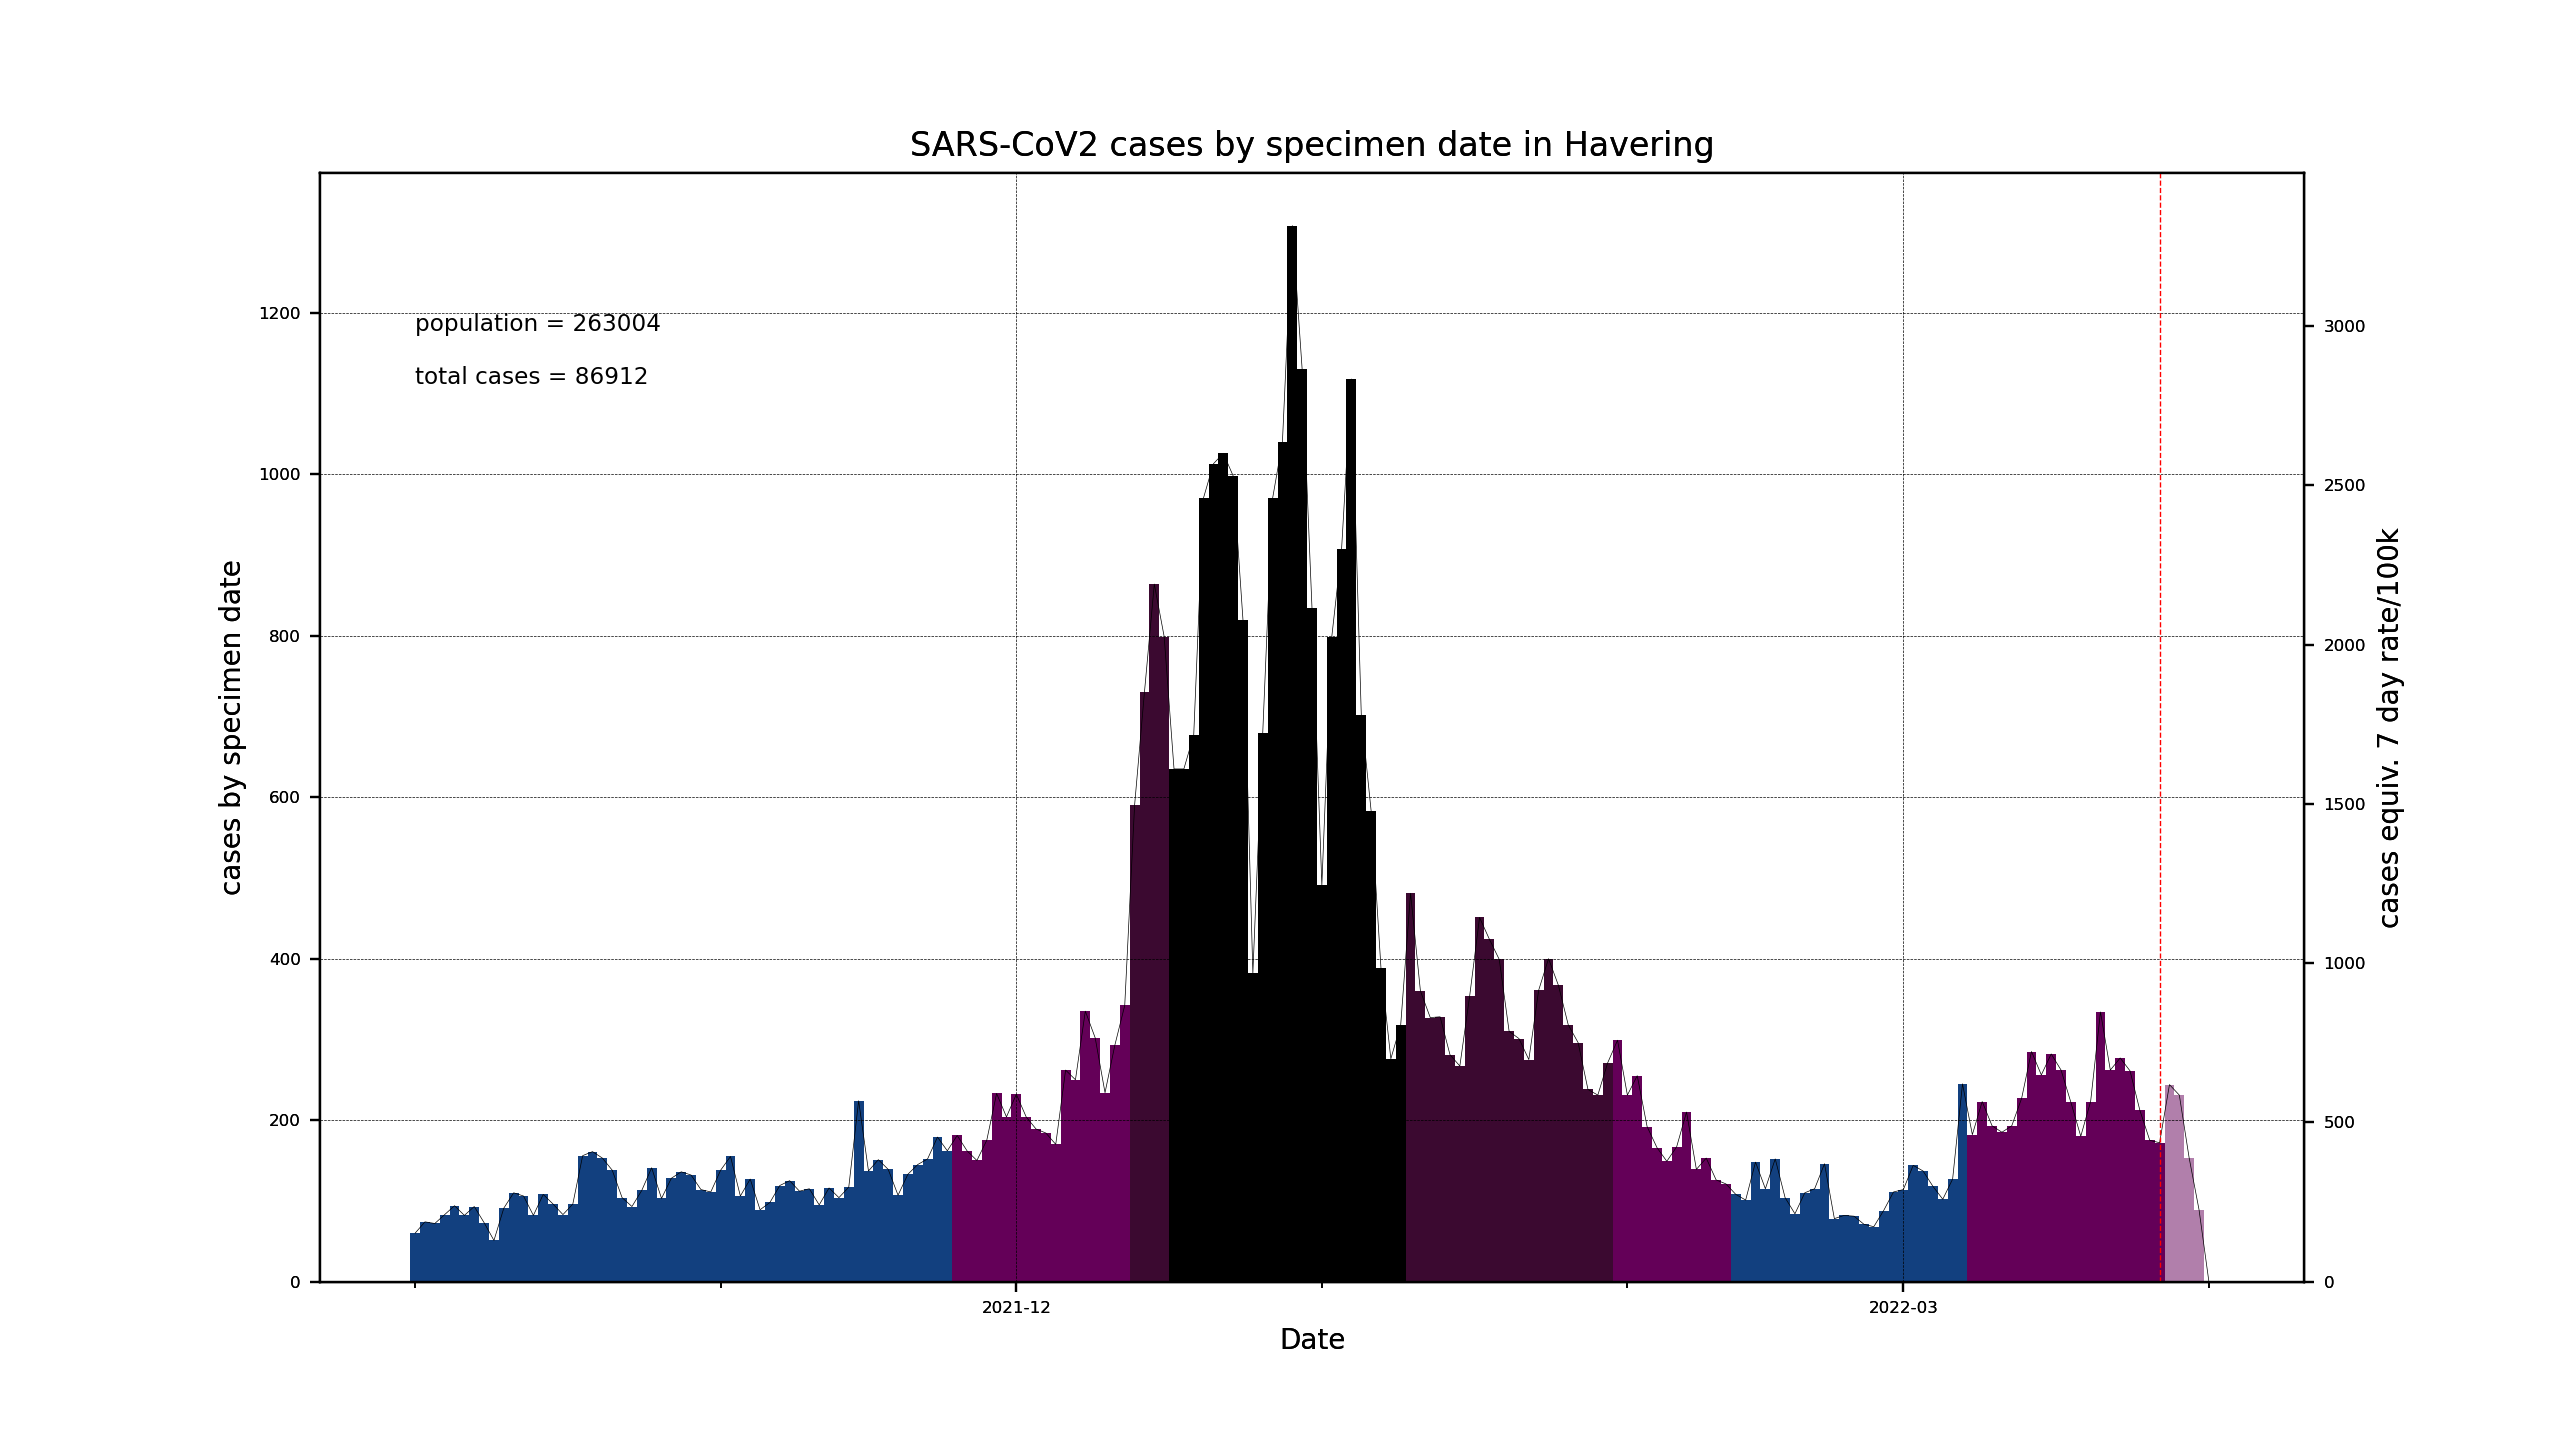 SARS-CoV2 cases by specimen date in Havering
population = 263004
total cases = 86912
cases by specimen date
1200
1000
800
600
400
200
0
3000
2500
2000
1500
1000
500
0
cases equiv. 7 day rate/100k
2021-12
2022-03
Date